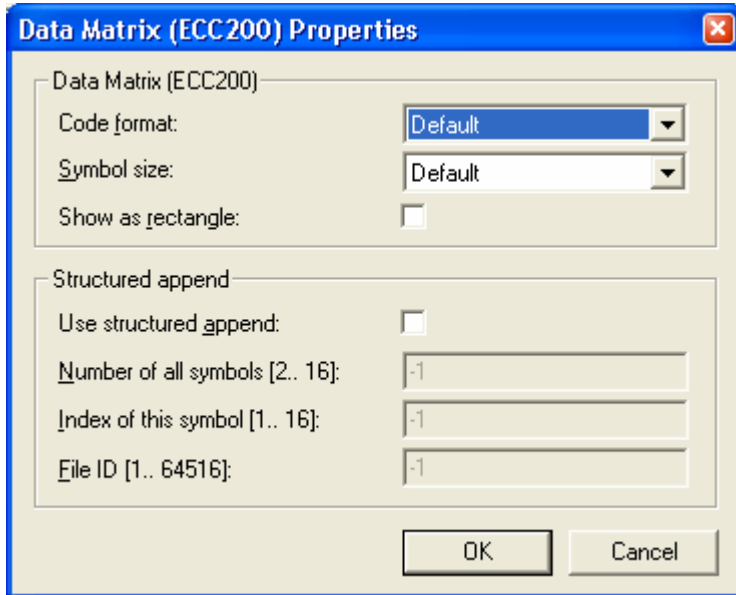 Data Matrix (ECC200) Properties
Data Matrix (ECC200)
Code format: Default
Symbol size: Default
Show as rectangle:
Structured append
Use structured append:
Number of all symbols [2.. 16]: -1
Index of this symbol [1.. 16]: -1
File ID [1.. 64516]: -1
OK Cancel